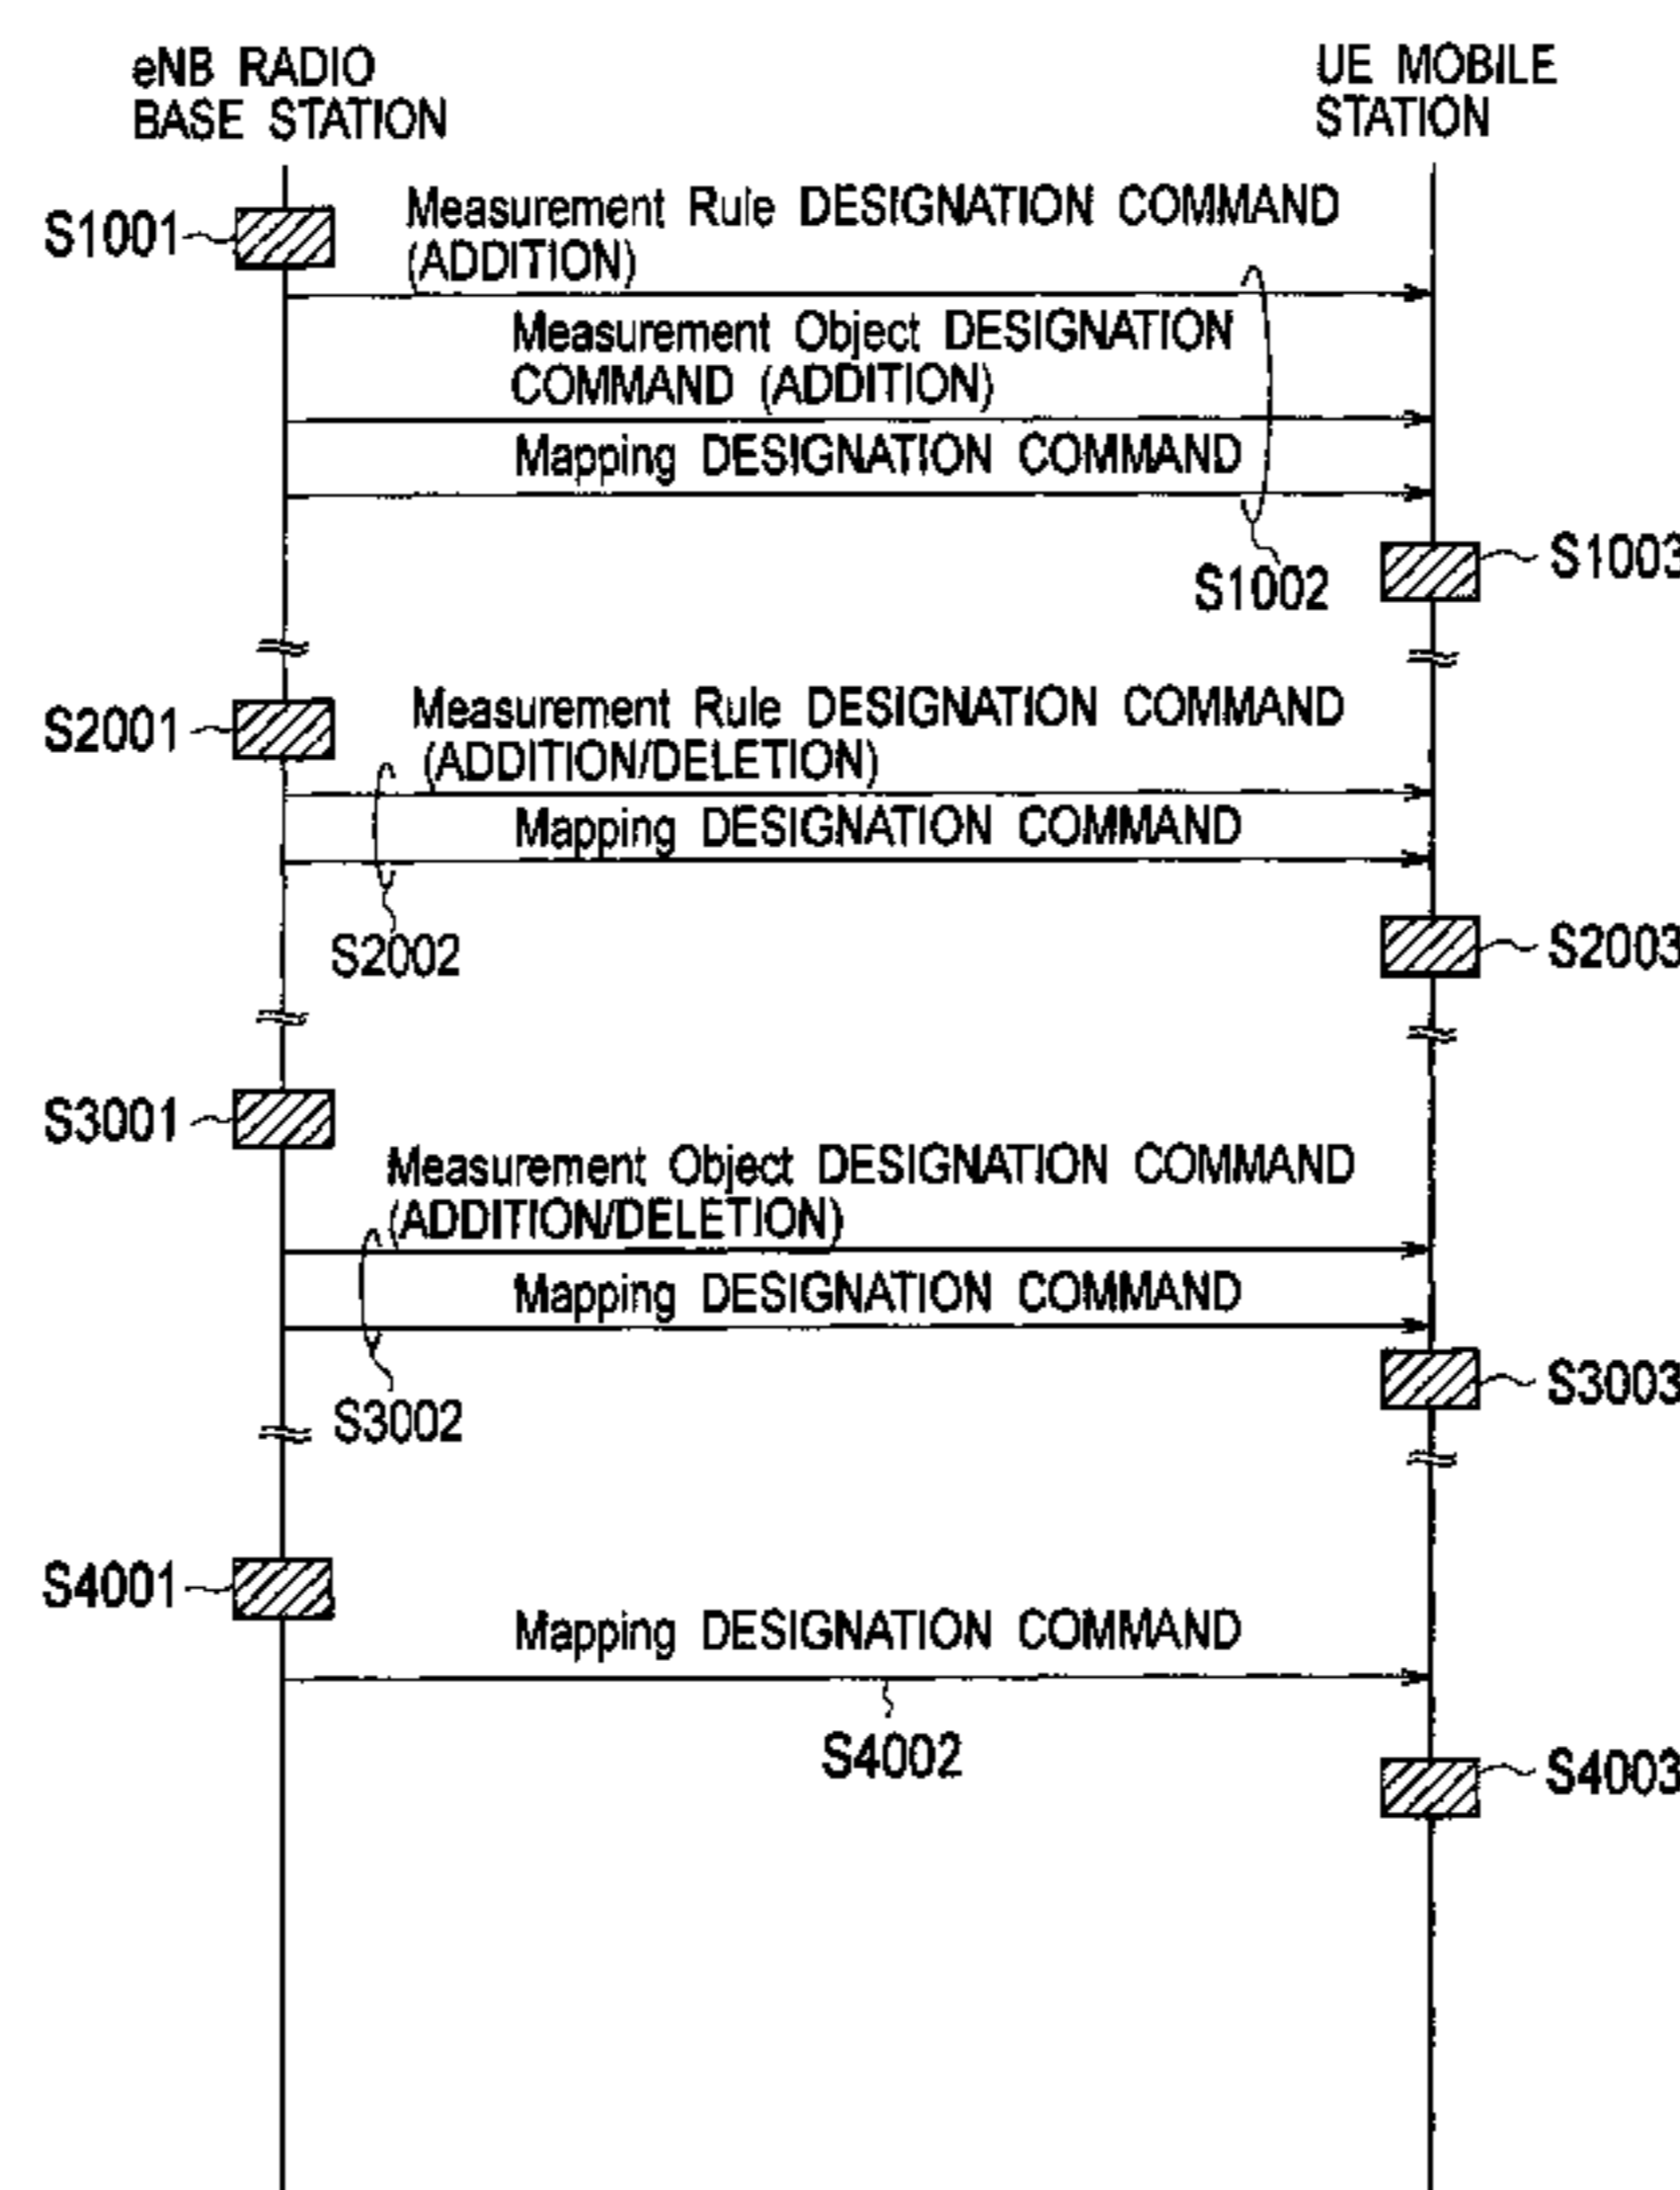 eNB RADIO
BASE STATION
UE MOBILE
STATION
S1001
Measurement Rule DESIGNATION COMMAND
(ADDITION)
Measurement Object DESIGNATION
COMMAND (ADDITION)
Mapping DESIGNATION COMMAND
S1002
S1003
S2001
Measurement Rule DESIGNATION COMMAND
(ADDITION/DELETION)
Mapping DESIGNATION COMMAND
S2002
S2003
S3001
Measurement Object DESIGNATION COMMAND
(ADDITION/DELETION)
Mapping DESIGNATION COMMAND
S3002
S3003
S4001
Mapping DESIGNATION COMMAND
S4002
S4003